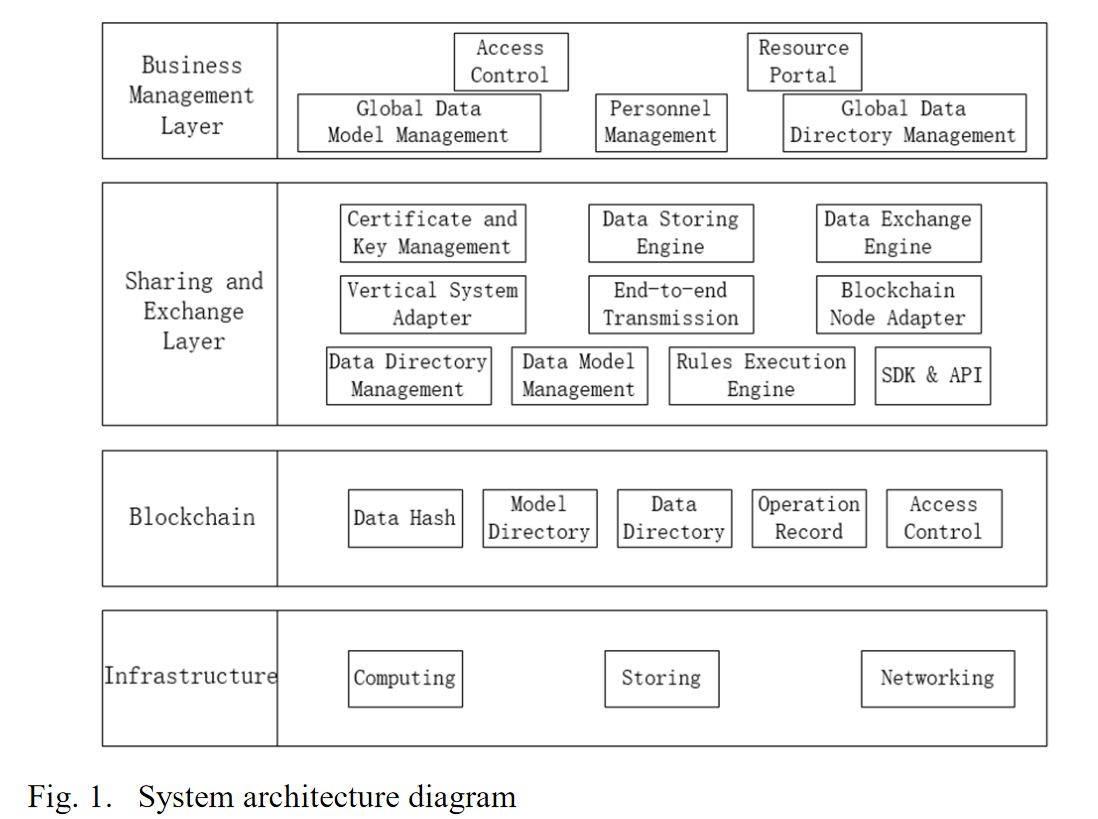 Business
Management
Layer
Access
Control
Resource
Portal
Global Data
Model Management
Personnel
Management
Global Data
Directory Management
Sharing and
Exchange
Layer
Certificate and
Key Management
Data Storing
Engine
Data Exchange
Engine
Vertical System
Adapter
End-to-end
Transmission
Blockchain
Node Adapter
Data Directory
Management
Data Model
Management
Rules Execution
Engine
SDK & API
Blockchain
Data Hash
Model
Directory
Data
Directory
Operation
Record
Access
Control
Infrastructure
Computing
Storing
Networking
Fig. 1. System architecture diagram